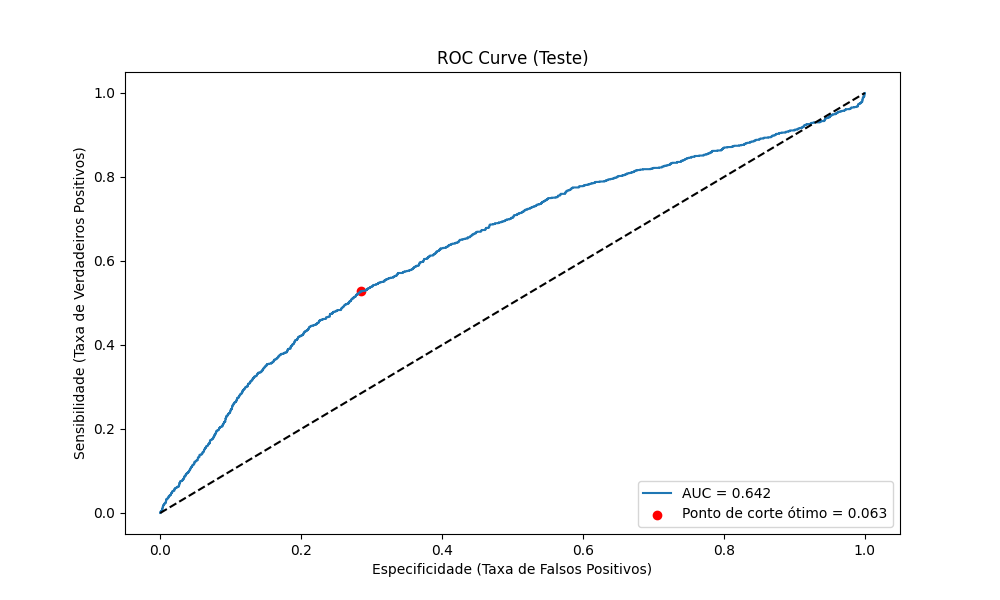 ROC Curve (Teste)
Sensibilidade (Taxa de Verdadeiros Positivos)
1.0
0.8
0.6
0.4
0.2
0.0
AUC = 0.642
Ponto de corte ótimo = 0.063
0.0 0.2 0.4 0.6 0.8 1.0
Especificidade (Taxa de Falsos Positivos)